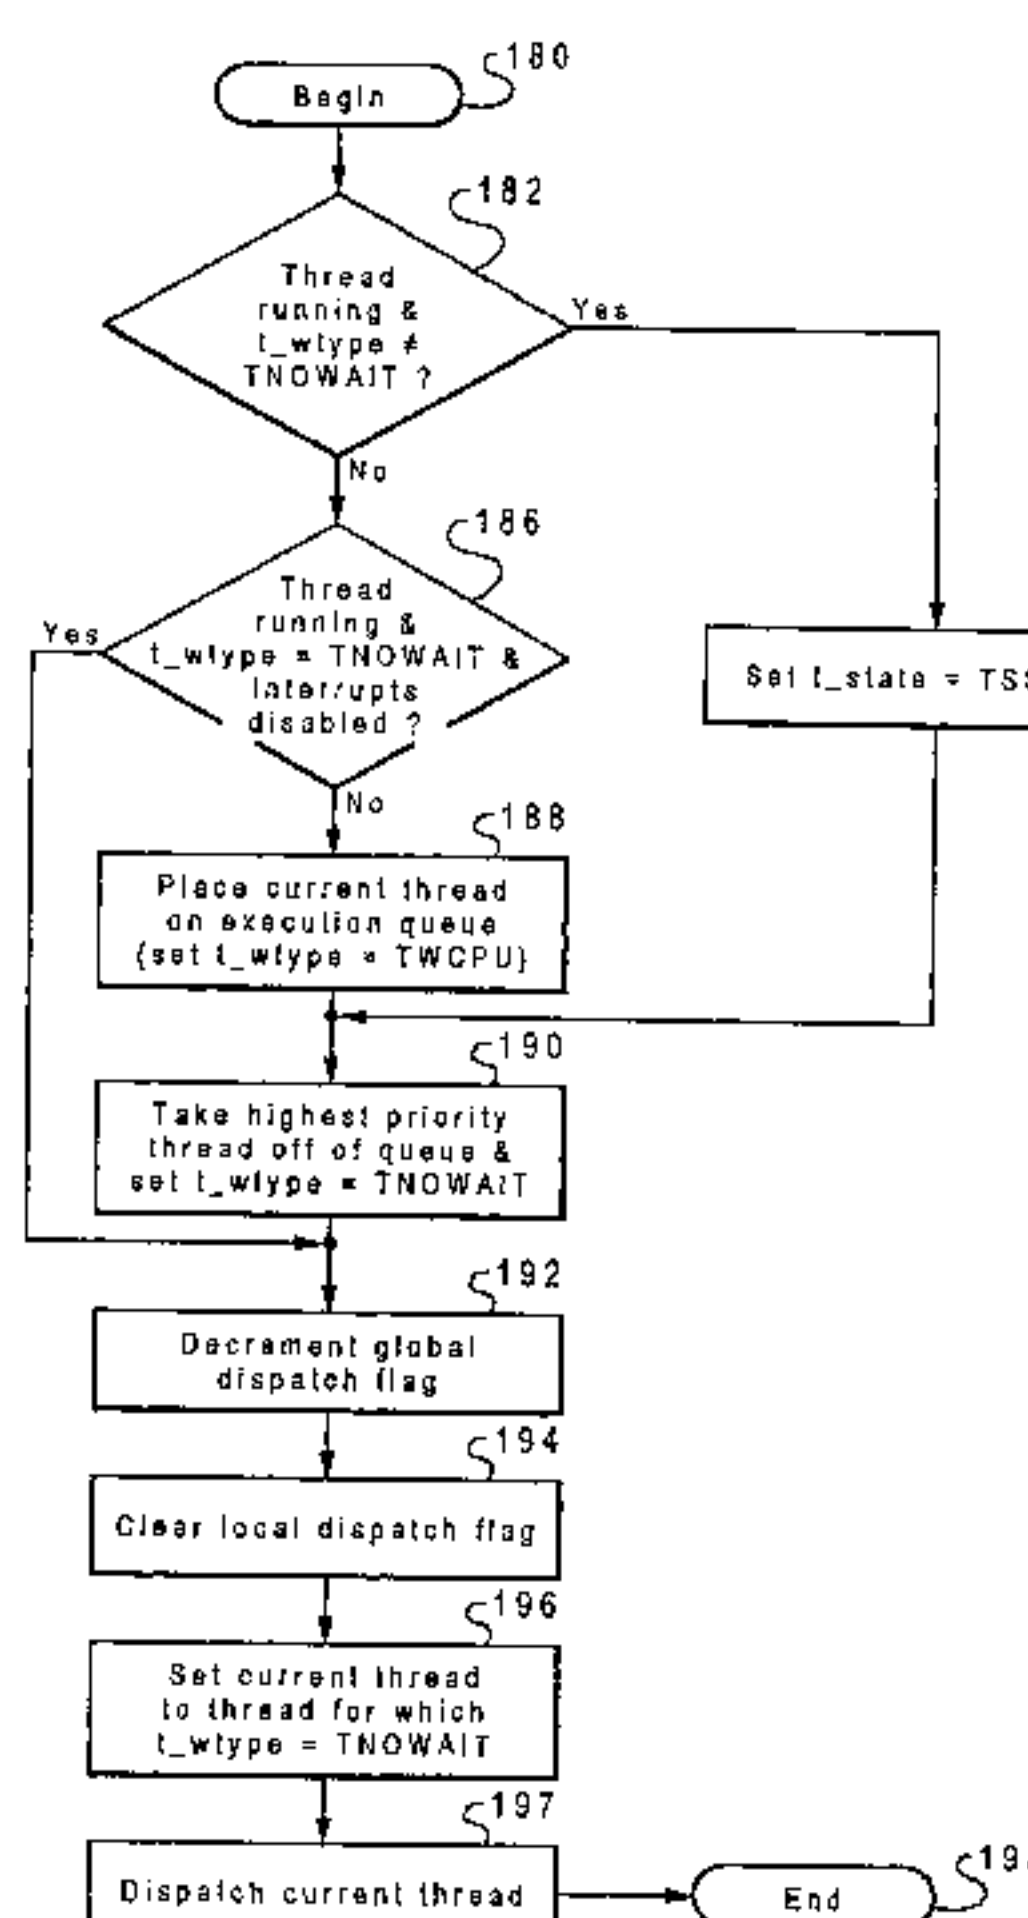 180
Begin
182
Thread
running &
t_wtype ≠
TNOWAIT ?
Yes
No
186
Thread
running &
t_wtype = TNOWAIT &
interrupts
disabled ?
Yes
No
Set t_state =
188
Place current thread
on execution queue
(set t_wtype = TWCPU)
190
Take highest priority
thread off of queue &
set t_wtype = TNOWAIT
192
Decrement global
dispatch flag
194
Clear local dispatch flag
196
Set current thread
to thread for which
t_wtype = TNOWAIT
197
Dispatch current thread
End